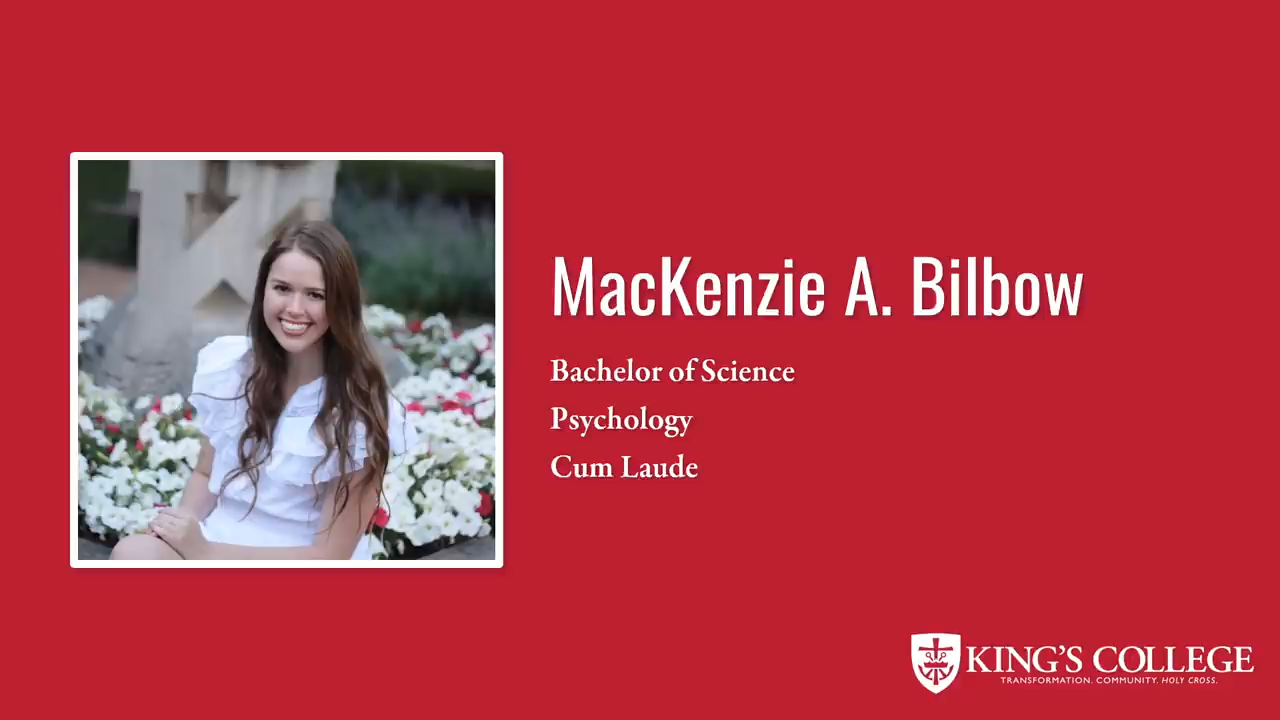 MacKenzie A. Bilbow
Bachelor of Science
Psychology
Cum Laude
KING'S COLLEGE
TRANSFORMATION. COMMUNITY. HOLY CROSS.